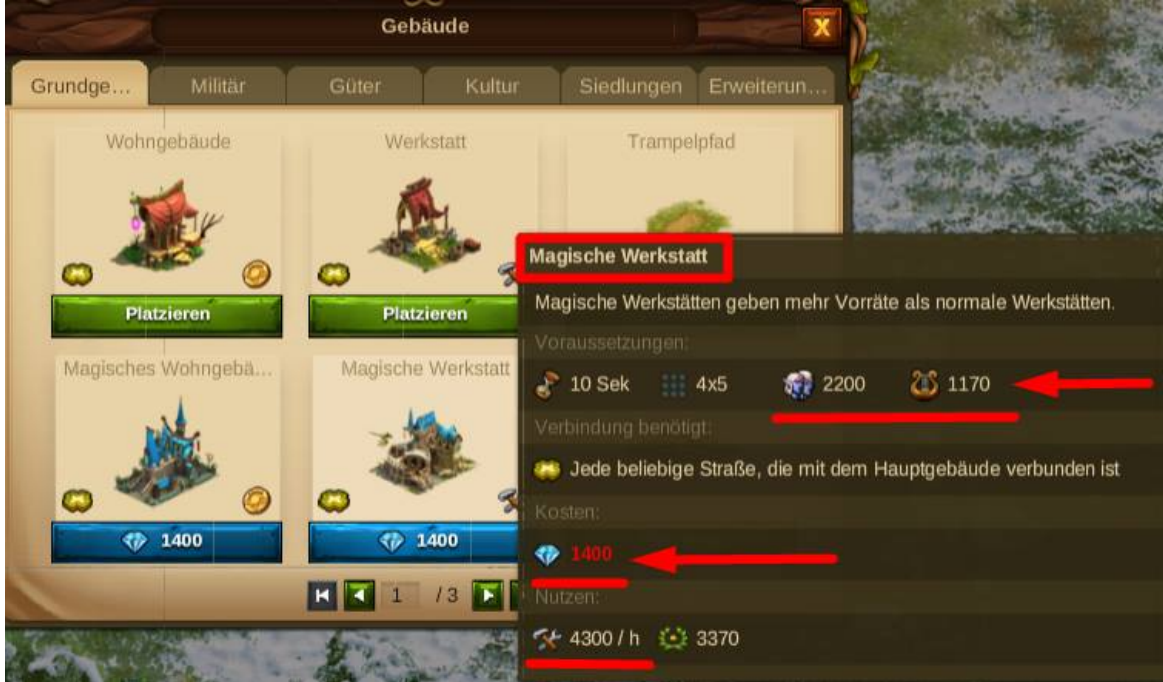 Gebäude
Grundge... Militär Güter Kultur Siedlungen Erweiterun...
Wohngebäude Werkstatt Trampelpfad
Platzieren Platzieren
Magisches Wohngebä... Magische Werkstatt
1400 1400
1 / 3
Magische Werkstatt
Magische Werkstätten geben mehr Vorräte als normale Werkstätten.
Voraussetzungen:
10 Sek 4x5 2200 1170
Verbindung benötigt:
Jede beliebige Straße, die mit dem Hauptgebäude verbunden ist
Kosten:
1400
Nutzen:
4300 / h 3370